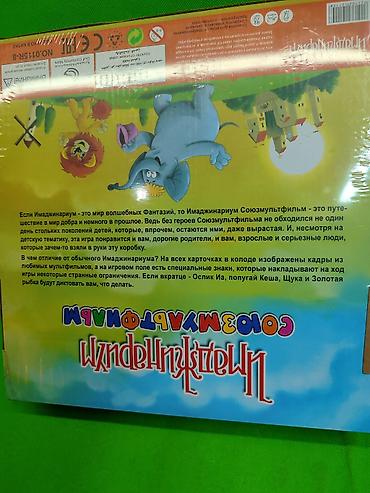 Если Имаджинариум - это мир волшебных Фантазий, то Имаджинариум Союзмультфильм - это путе-
шествие в мир добра и немного в прошлое. Ведь без героев Союзмультфильма не обходился не один
день стольких поколений детей, которые, впрочем, остаются ими, даже вырастая. И, несмотря на
детскую тематику, эта игра понравится и вам, дорогие родители, и вам, взрослые и серьезные люди,
которые зачем-то взяли в руки эту коробку.
В чем отличие от обычного Имаджинариума? На всех карточках в колоде изображены кадры из
любимых мультфильмов, а на игровом поле есть специальные знаки, которые накладывают на ход
игры некоторые странные ограничения. Если вкратце - Ослик Иа, попугай Кеша, Щука и Золотая
рыбка будут диктовать вам, что делать.
Имаджинариум
СОЮЗМУЛЬТФИЛЬМ
NO.0115R-8
CE
Имаджинариум